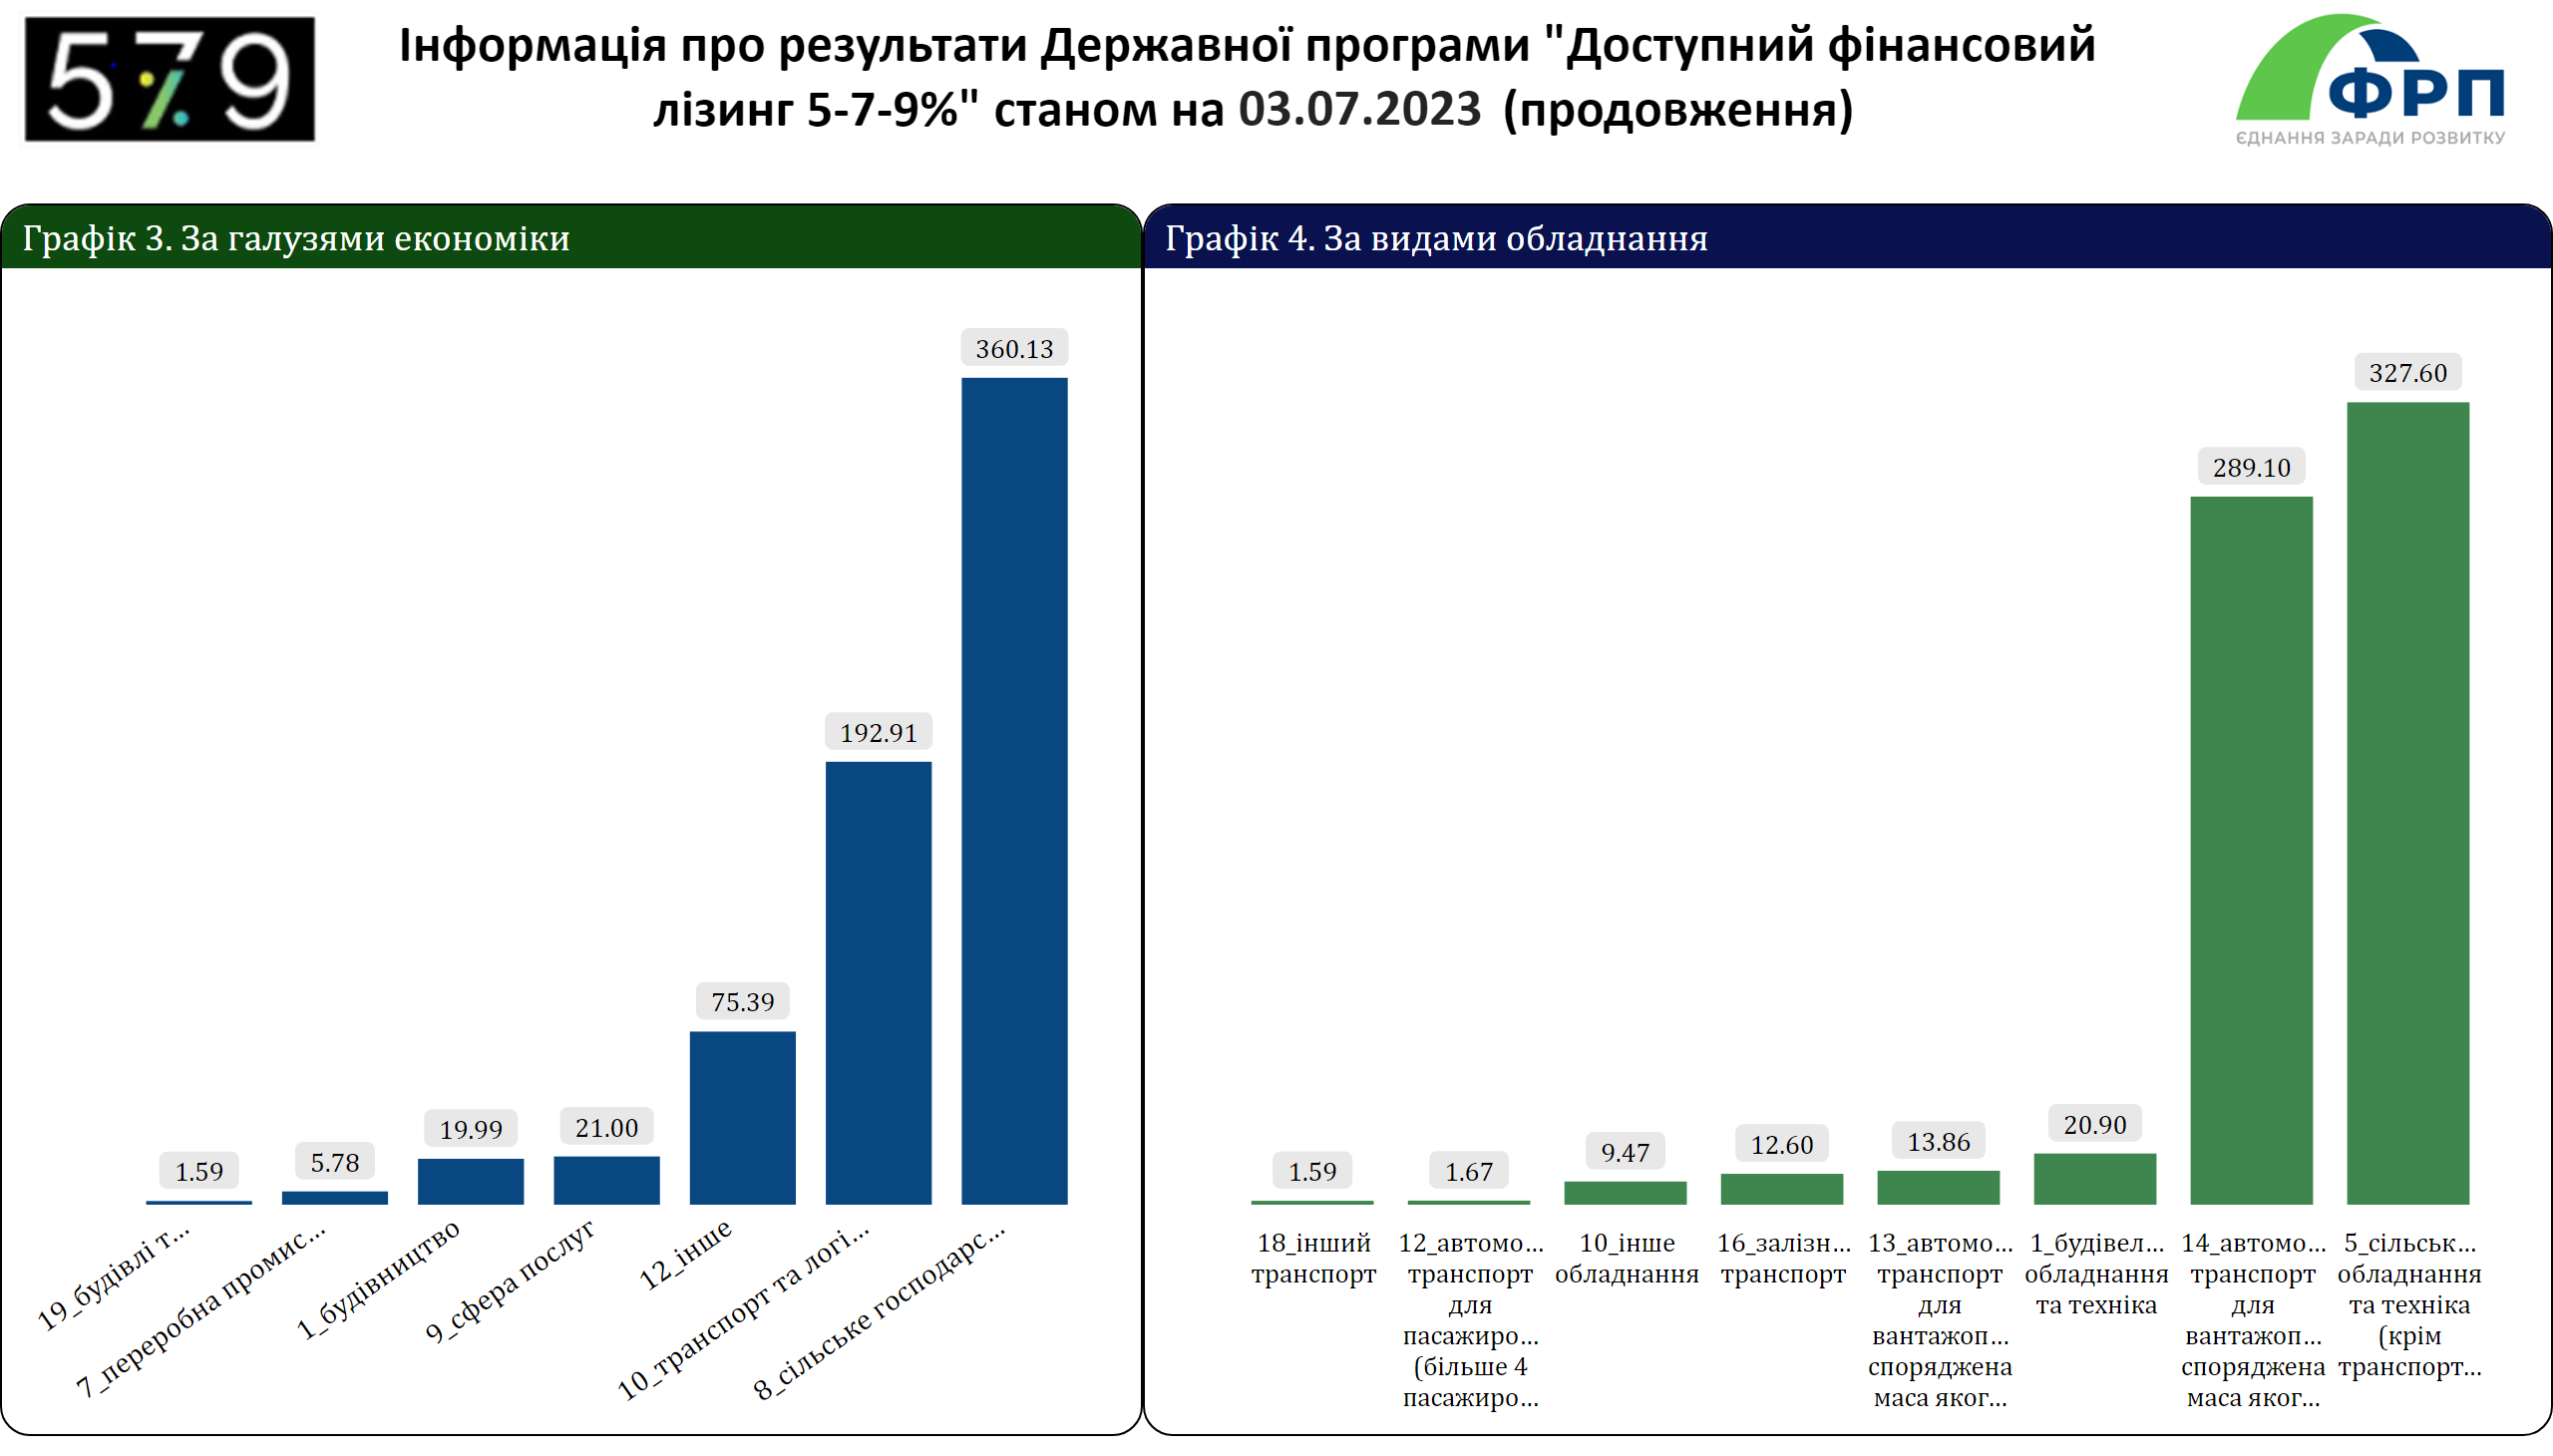 579
Інформація про результати Державної програми "Доступний фінансовий
лізинг 5-7-9%" станом на 03.07.2023 (продовження)
ФРП
ЄДНАННЯ ЗАРАДИ РОЗВИТКУ
Графік 3. За галузями економіки
360.13
192.91
75.39
21.00
19.99
5.78
1.59
19_будівлі т...
7_переробна промис...
1_будівництво
9_сфера послуг
12_інше
10_транспорт та логі...
8_сільське господарс...
Графік 4. За видами обладнання
327.60
289.10
20.90
13.86
12.60
9.47
1.67
1.59
18_інший
транспорт
12_автомо...
транспорт
для
пасажиро...
(більше 4
пасажиро...
10_інше
обладнання
16_залізн...
транспорт
13_автомо...
транспорт
для
вантажоп...
споряджена
маса яког...
1_будівел...
обладнання
та техніка
14_автомо...
транспорт
для
вантажоп...
споряджена
маса яког...
5_сільськ...
обладнання
та техніка
(крім
транспорт...